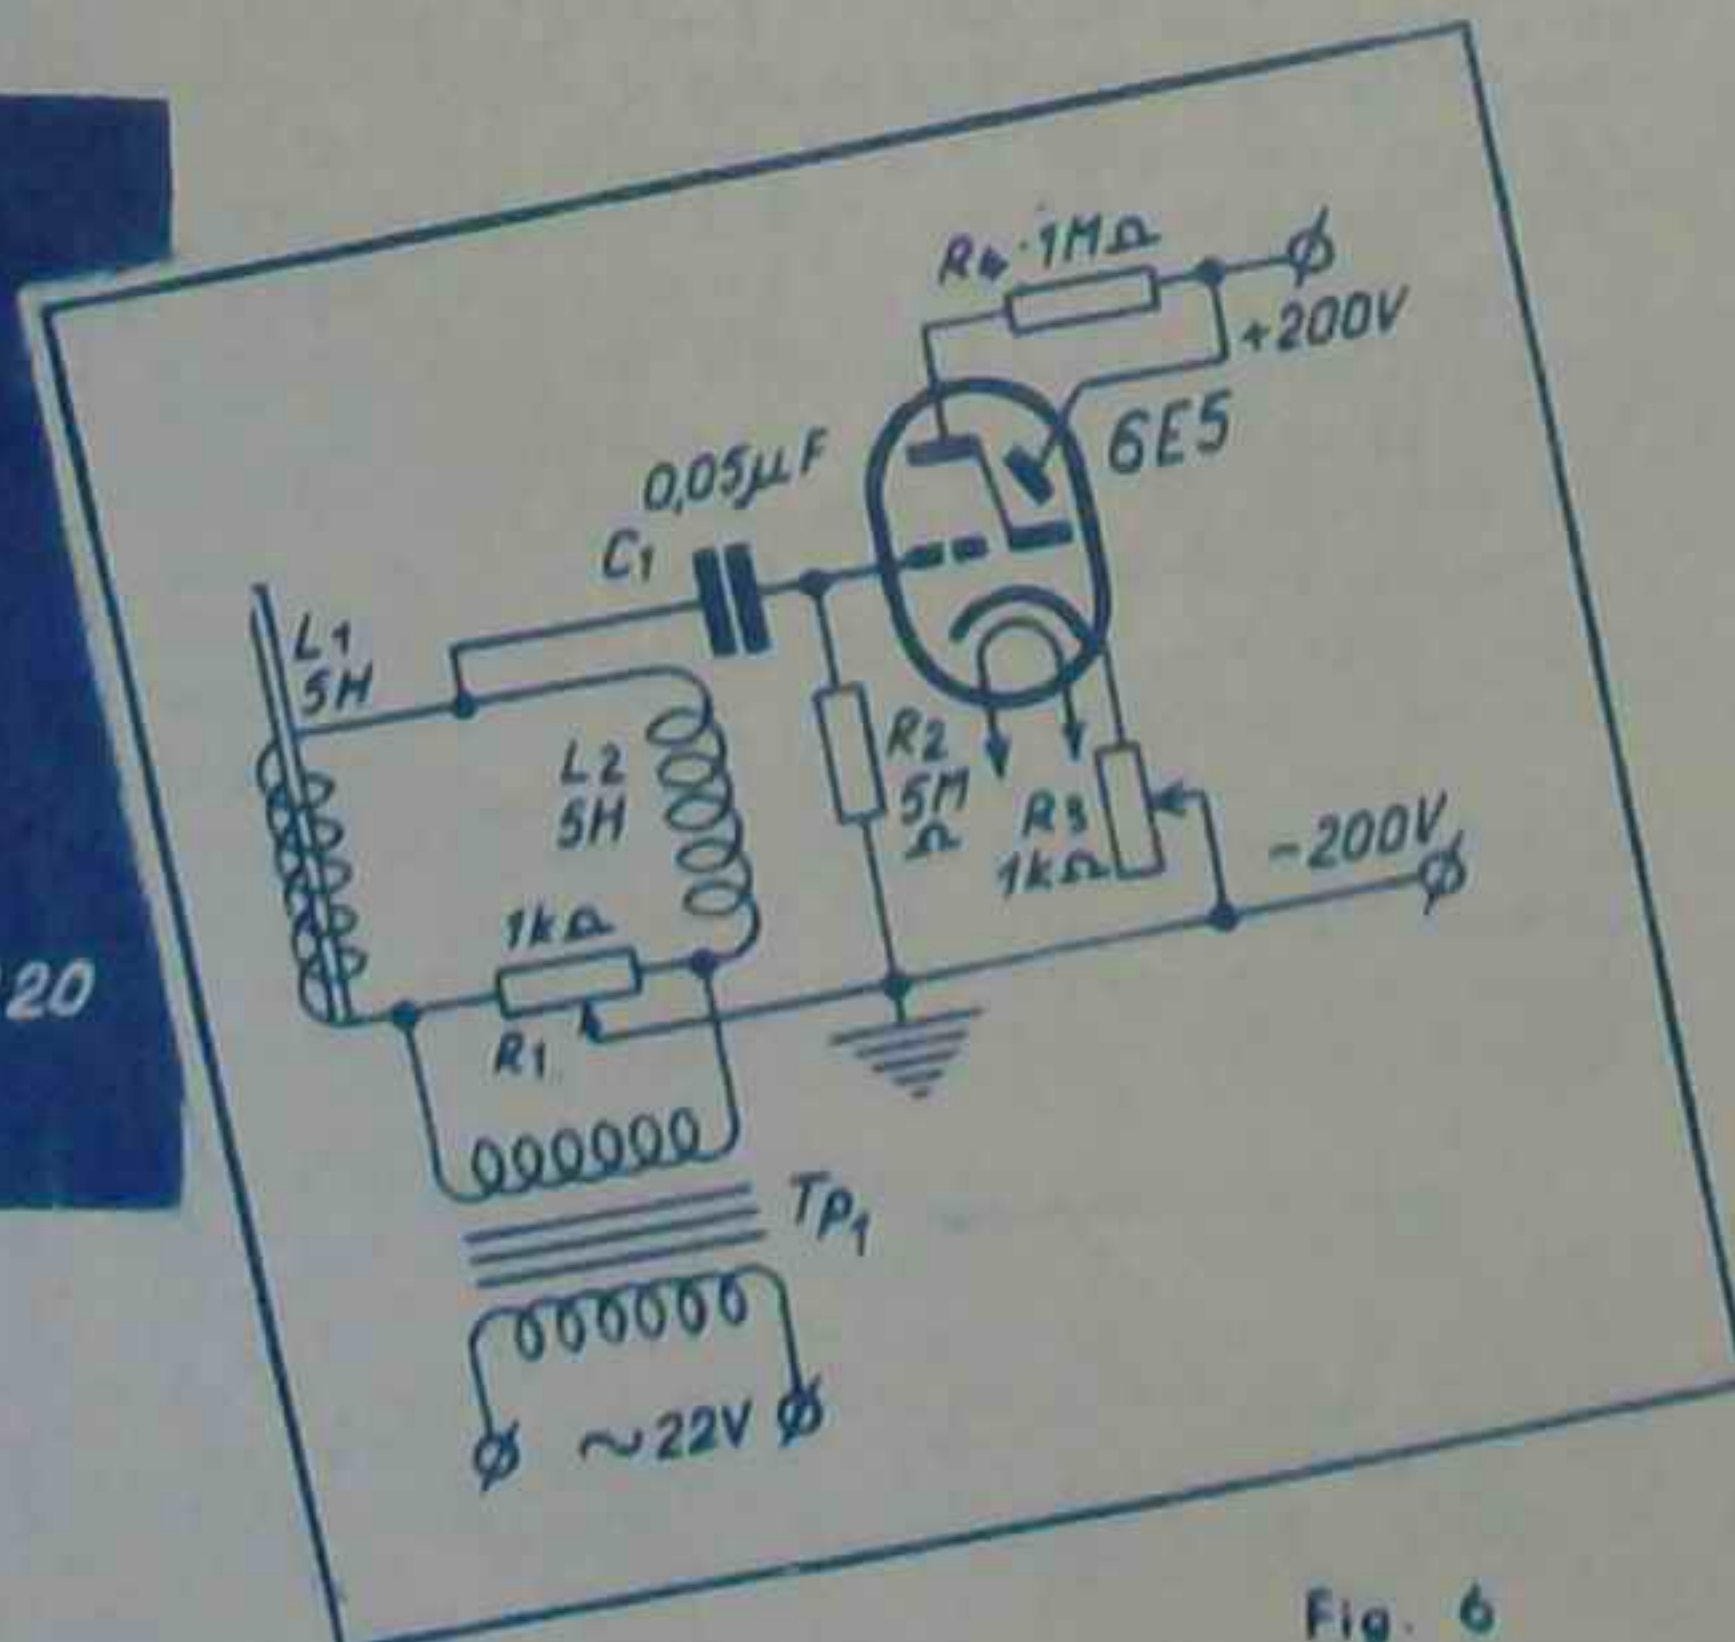 R4 1MΩ
+200V
6E5
0,05µF
C1
L1
5H
L2
5H
R2
5M
Ω
R3
1kΩ
-200V
1kΩ
R1
20
Tp1
~22V
Fig. 6